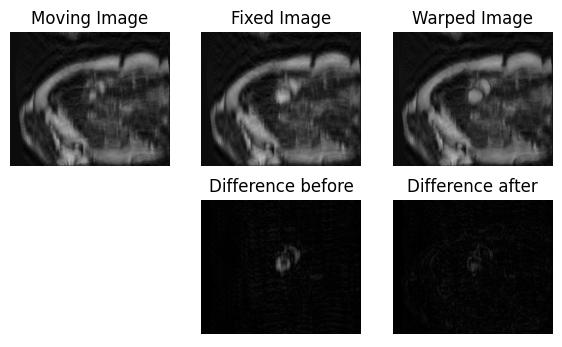 Moving Image
Fixed Image
Warped Image
Difference before
Difference after